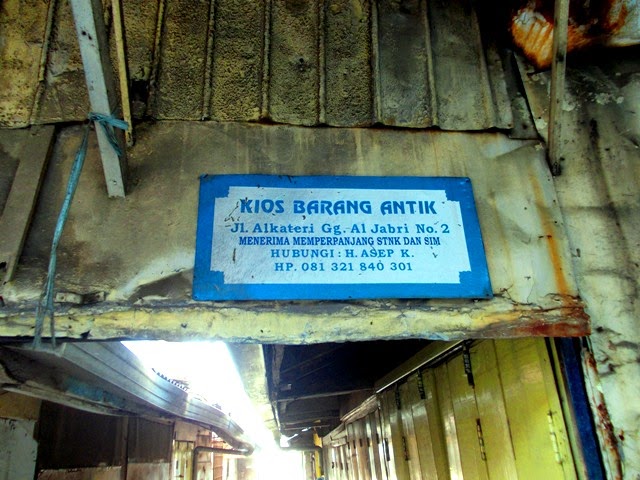 KIOS BARANG ANTIK
Jl. Alkateri Gg. Al Jabri No. 2
MENERIMA MEMPERPANJANG STNK DAN SIM
HUBUNGI : H. ASEP K.
HP. 081 321 840 301